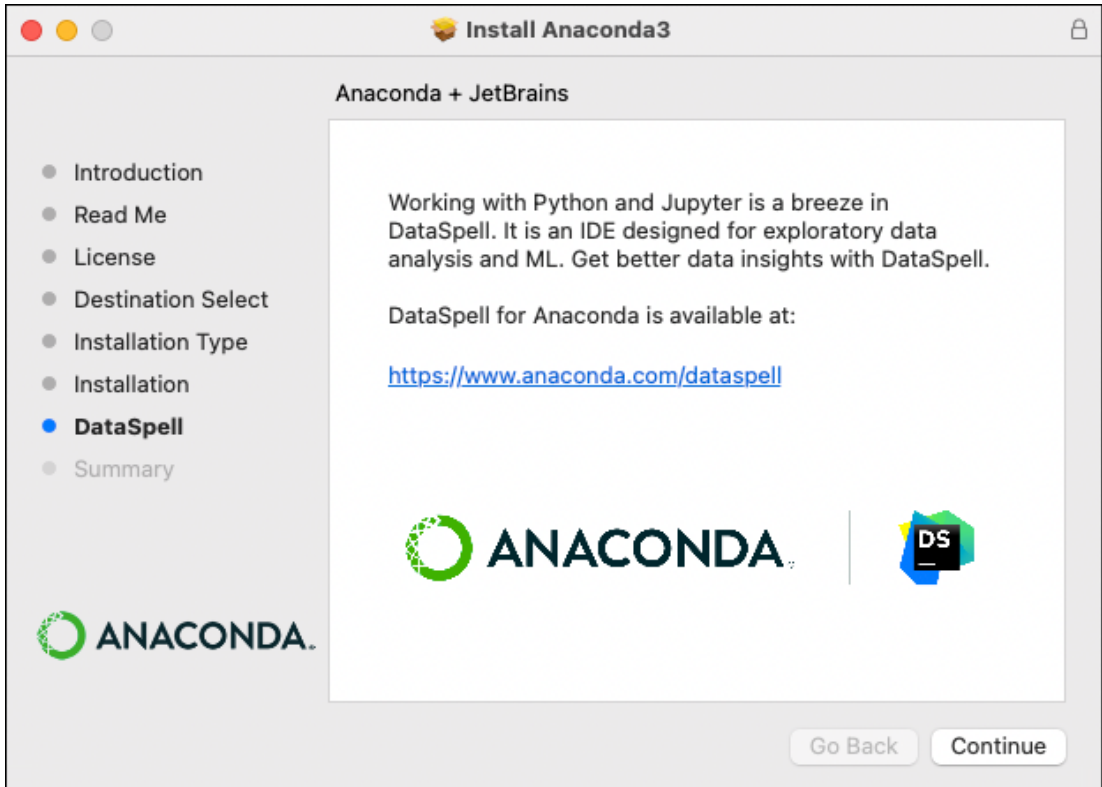 Install Anaconda3
Anaconda + JetBrains
Introduction
Read Me
License
Destination Select
Installation Type
Installation
DataSpell
Summary
ANACONDA.
Working with Python and Jupyter is a breeze in
DataSpell. It is an IDE designed for exploratory data
analysis and ML. Get better data insights with DataSpell.
DataSpell for Anaconda is available at:
https://www.anaconda.com/dataspell
ANACONDA.
DS
Go Back
Continue